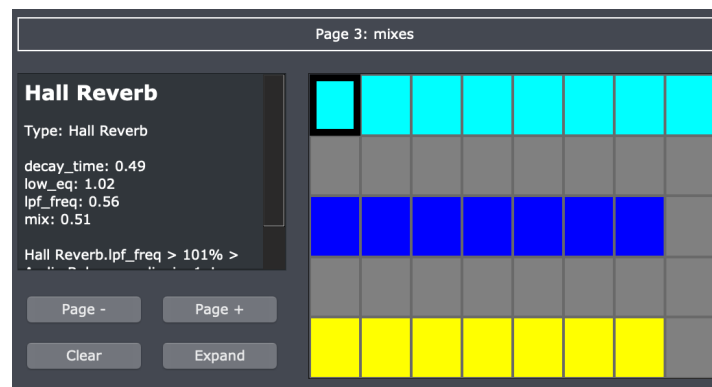 Page 3: mixes
Hall Reverb
Type: Hall Reverb
decay_time: 0.49
low_eq: 1.02
lpf_freq: 0.56
mix: 0.51
Hall Reverb.lpf_freq > 101% >
Page -
Page +
Clear
Expand